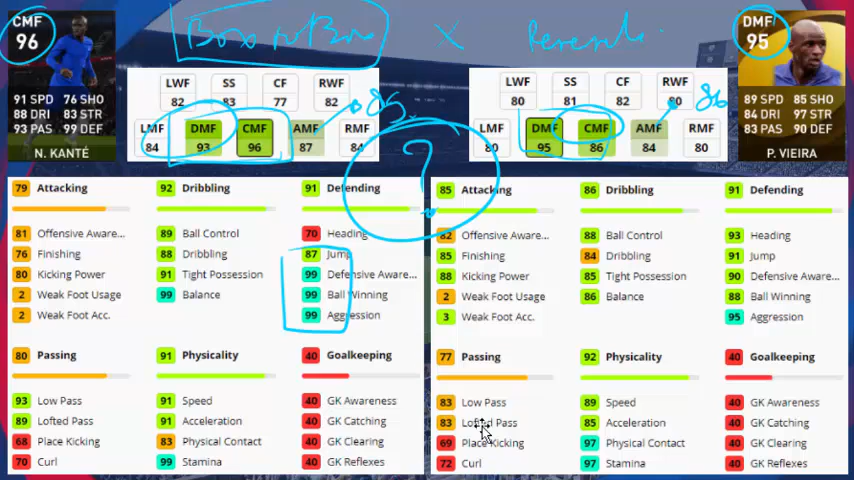 CMF
96
91 SPD 76 SHO
88 DRI 83 STR
93 PAS 99 DEF
N. KANTÉ
Box to Box X
DMF
95
89 SPD 85 SHO
84 DRI 97 STR
83 PAS 90 DEF
P. VIEIRA
LWF SS CF RWF
82 83 77 82
LMF DMF CMF AMF RMF
84 93 96 87 84
85
LWF SS CF RWF
80 81 82 80
LMF DMF CMF AMF RMF
80 95 86 84 80
86
?
79 Attacking
81 Offensive Aware...
76 Finishing
80 Kicking Power
2 Weak Foot Usage
2 Weak Foot Acc.
92 Dribbling
89 Ball Control
88 Dribbling
91 Tight Possession
99 Balance
91 Defending
70 Heading
87 Jump
99 Defensive Aware...
99 Ball Winning
99 Aggression
80 Passing
93 Low Pass
89 Lofted Pass
68 Place Kicking
70 Curl
91 Physicality
91 Speed
91 Acceleration
83 Physical Contact
99 Stamina
40 Goalkeeping
40 GK Awareness
40 GK Catching
40 GK Clearing
40 GK Reflexes
85 Attacking
82 Offensive Aware...
85 Finishing
88 Kicking Power
2 Weak Foot Usage
3 Weak Foot Acc.
86 Dribbling
88 Ball Control
84 Dribbling
85 Tight Possession
86 Balance
91 Defending
93 Heading
91 Jump
90 Defensive Aware...
88 Ball Winning
95 Aggression
77 Passing
83 Low Pass
83 Lofted Pass
69 Place Kicking
72 Curl
92 Physicality
89 Speed
85 Acceleration
97 Physical Contact
97 Stamina
40 Goalkeeping
40 GK Awareness
40 GK Catching
40 GK Clearing
40 GK Reflexes